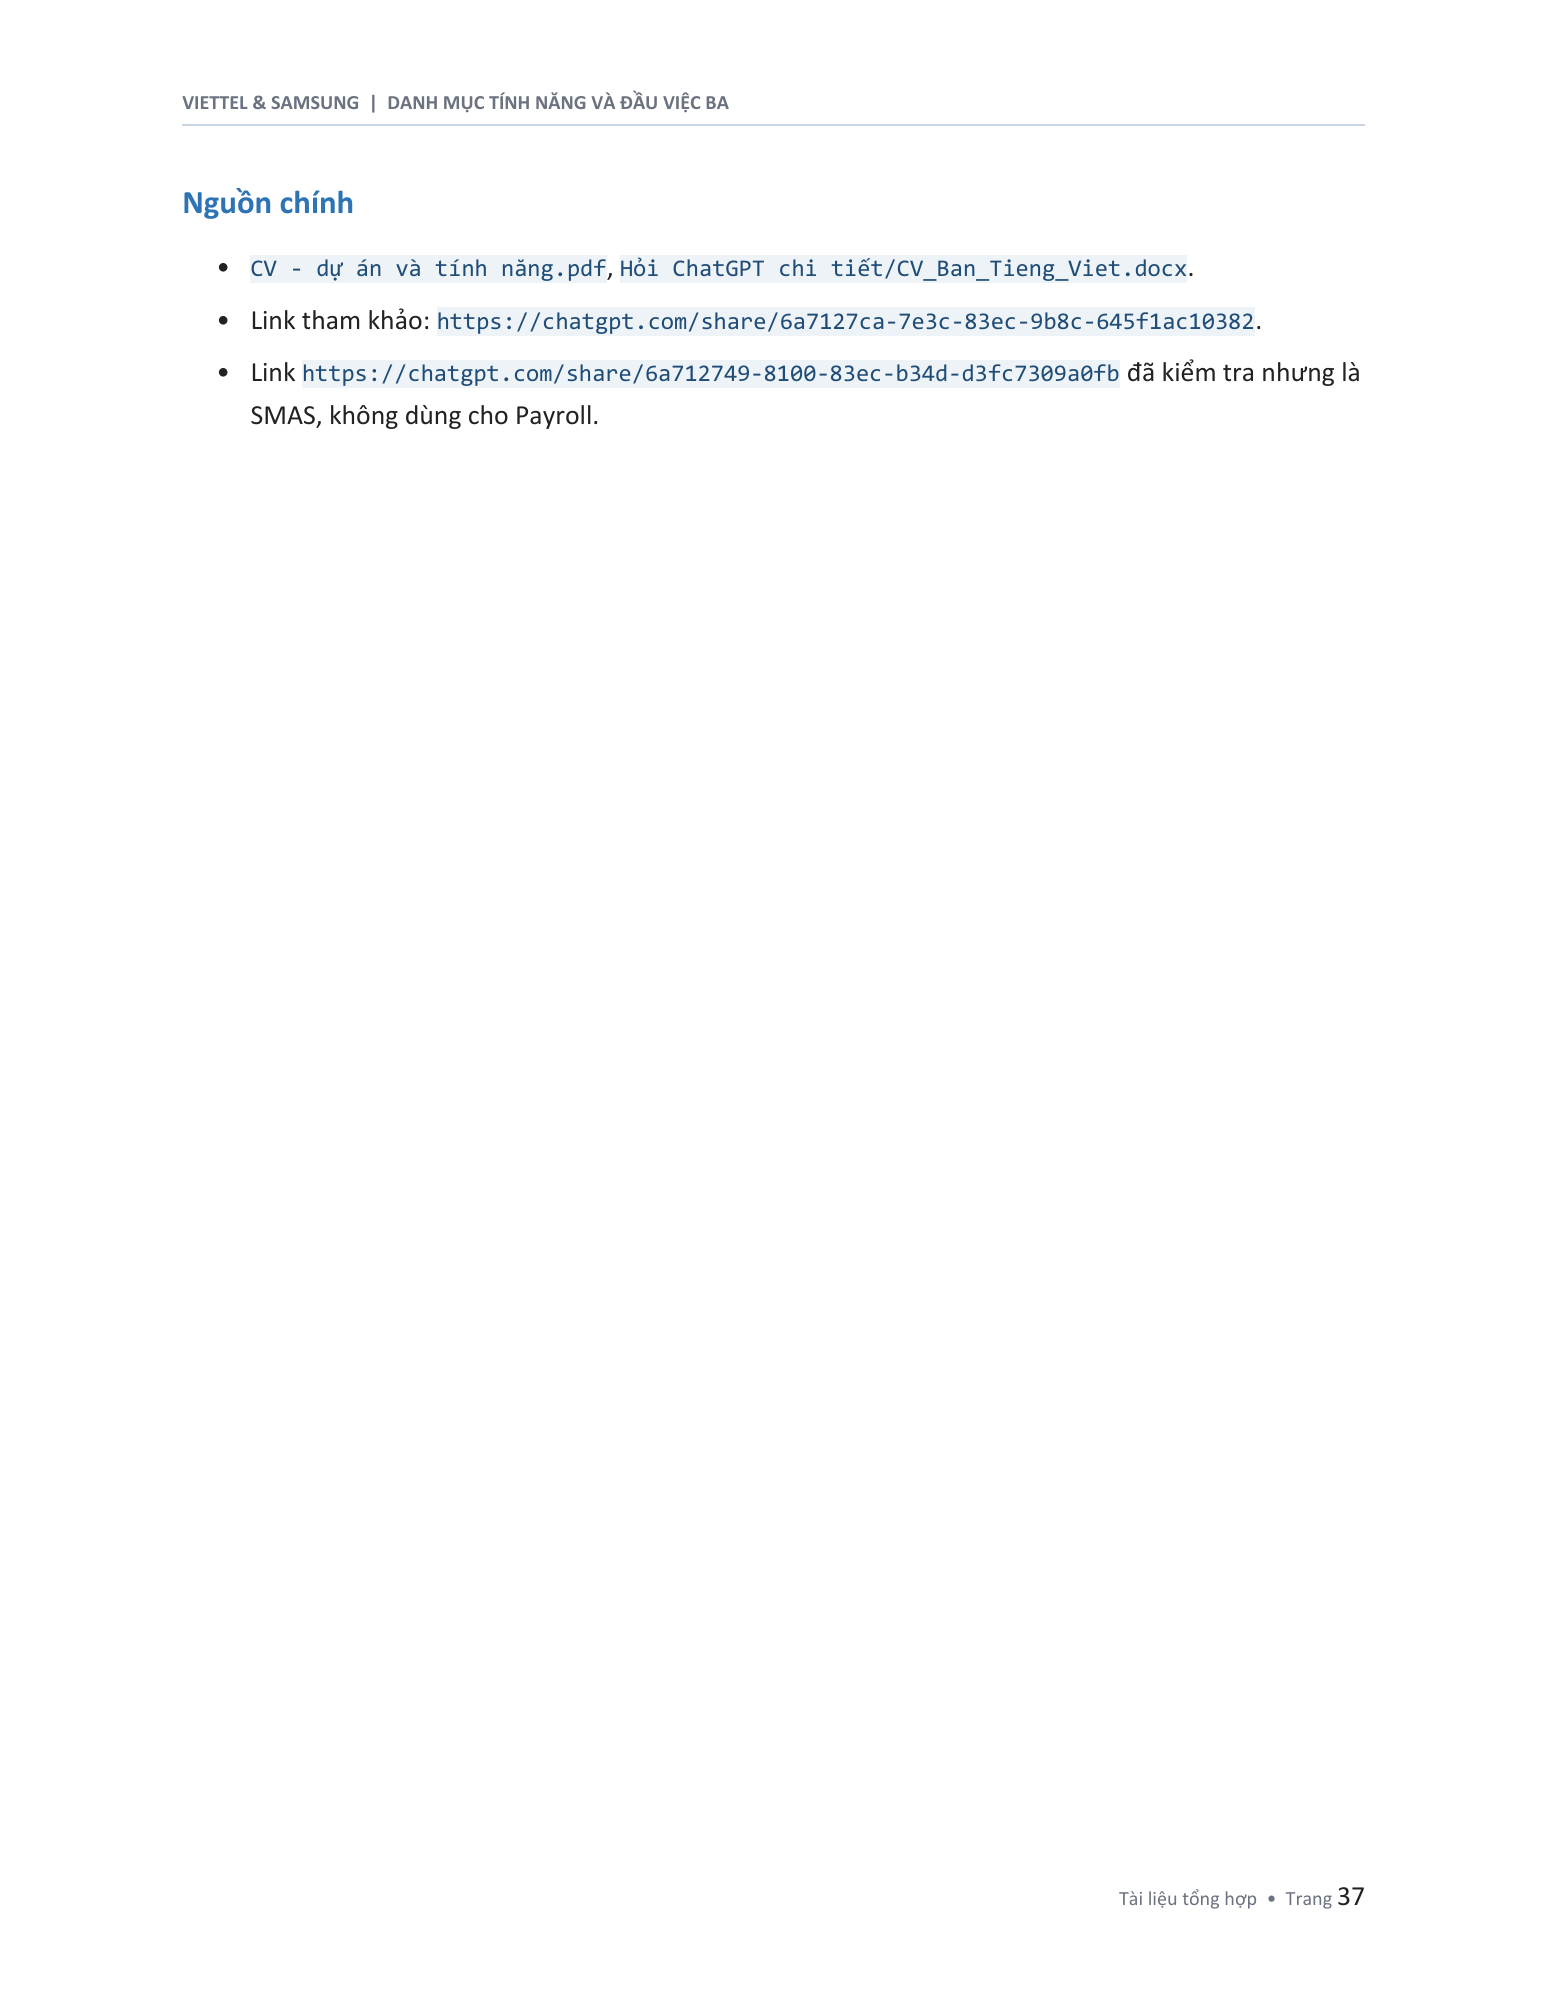 VIETTEL & SAMSUNG | DANH MỤC TÍNH NĂNG VÀ ĐẦU VIỆC BA
Nguồn chính
• CV - dự án và tính năng.pdf, Hỏi ChatGPT chi tiết/CV_Ban_Tieng_Viet.docx.
• Link tham khảo: https://chatgpt.com/share/6a7127ca-7e3c-83ec-9b8c-645f1ac10382.
• Link https://chatgpt.com/share/6a712749-8100-83ec-b34d-d3fc7309a0fb đã kiểm tra nhưng là
SMAS, không dùng cho Payroll.
Tài liệu tổng hợp • Trang 37